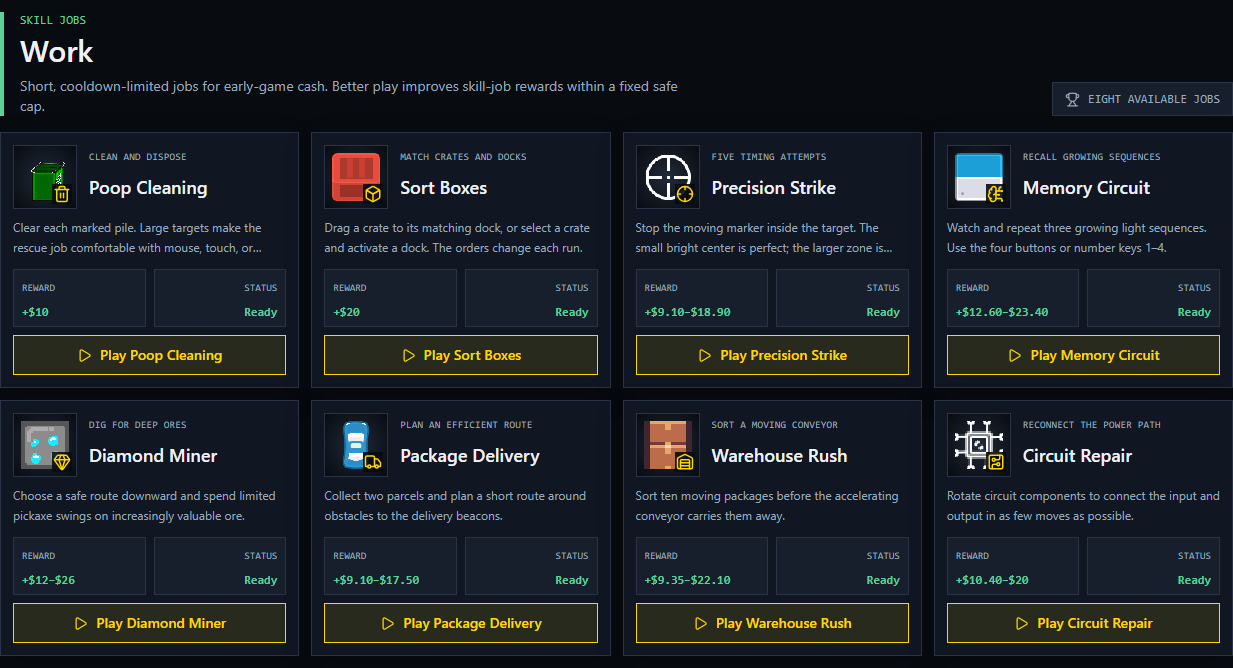 SKILL JOBS
Work
Short, cooldown-limited jobs for early-game cash. Better play improves skill-job rewards within a fixed safe
cap.
EIGHT AVAILABLE JOBS
CLEAN AND DISPOSE
Poop Cleaning
Clear each marked pile. Large targets make the
rescue job comfortable with mouse, touch, or...
REWARD
+$10
STATUS
Ready
Play Poop Cleaning
MATCH CRATES AND DOCKS
Sort Boxes
Drag a crate to its matching dock, or select a crate
and activate a dock. The orders change each run.
REWARD
+$20
STATUS
Ready
Play Sort Boxes
FIVE TIMING ATTEMPTS
Precision Strike
Stop the moving marker inside the target. The
small bright center is perfect; the larger zone is...
REWARD
+$9.10–$18.90
STATUS
Ready
Play Precision Strike
RECALL GROWING SEQUENCES
Memory Circuit
Watch and repeat three growing light sequences.
Use the four buttons or number keys 1–4.
REWARD
+$12.60–$23.40
STATUS
Ready
Play Memory Circuit
DIG FOR DEEP ORES
Diamond Miner
Choose a safe route downward and spend limited
pickaxe swings on increasingly valuable ore.
REWARD
+$12–$26
STATUS
Ready
Play Diamond Miner
PLAN AN EFFICIENT ROUTE
Package Delivery
Collect two parcels and plan a short route around
obstacles to the delivery beacons.
REWARD
+$9.10–$17.50
STATUS
Ready
Play Package Delivery
SORT A MOVING CONVEYOR
Warehouse Rush
Sort ten moving packages before the accelerating
conveyor carries them away.
REWARD
+$9.35–$22.10
STATUS
Ready
Play Warehouse Rush
RECONNECT THE POWER PATH
Circuit Repair
Rotate circuit components to connect the input and
output in as few moves as possible.
REWARD
+$10.40–$20
STATUS
Ready
Play Circuit Repair